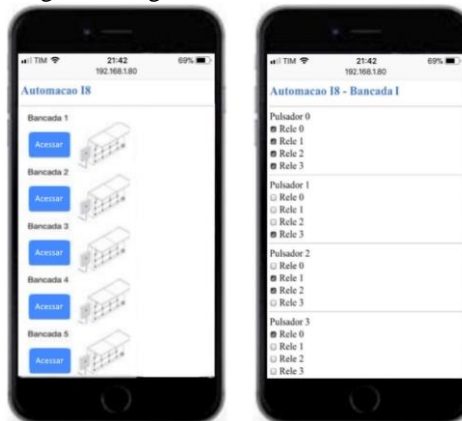 TIM 21:42 69%
192.168.1.80
Automacao I8
Bancada 1
Acessar
Bancada 2
Acessar
Bancada 3
Acessar
Bancada 4
Acessar
Bancada 5
Acessar
TIM 21:42 69%
192.168.1.80
Automacao I8 - Bancada I
Pulsador 0
Rele 0
Rele 1
Rele 2
Rele 3
Pulsador 1
Rele 0
Rele 1
Rele 2
Rele 3
Pulsador 2
Rele 0
Rele 1
Rele 2
Rele 3
Pulsador 3
Rele 0
Rele 1
Rele 2
Rele 3